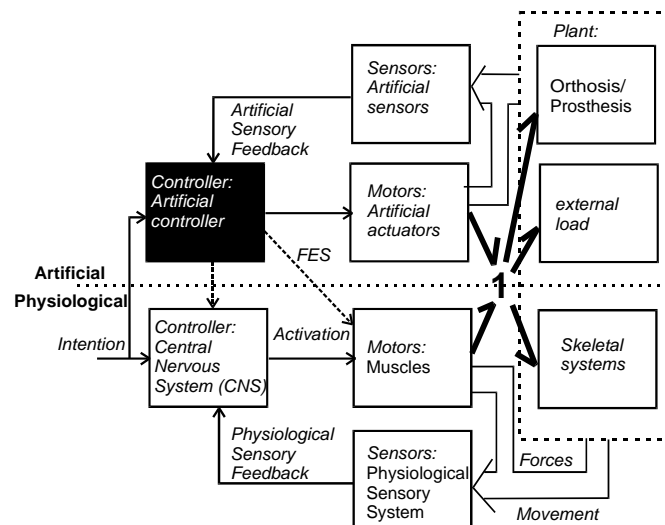 Plant:
Sensors:
Artificial
sensors
Orthosis/
Prosthesis
Artificial
Sensory
Feedback
Controller:
Artificial
controller
Motors:
Artificial
actuators
external
load
FES
1
Artificial
Physiological
Intention
Controller:
Central
Nervous
System (CNS)
Activation
Motors:
Muscles
Skeletal
systems
Physiological
Sensory
Feedback
Sensors:
Physiological
Sensory
System
Forces
Movement